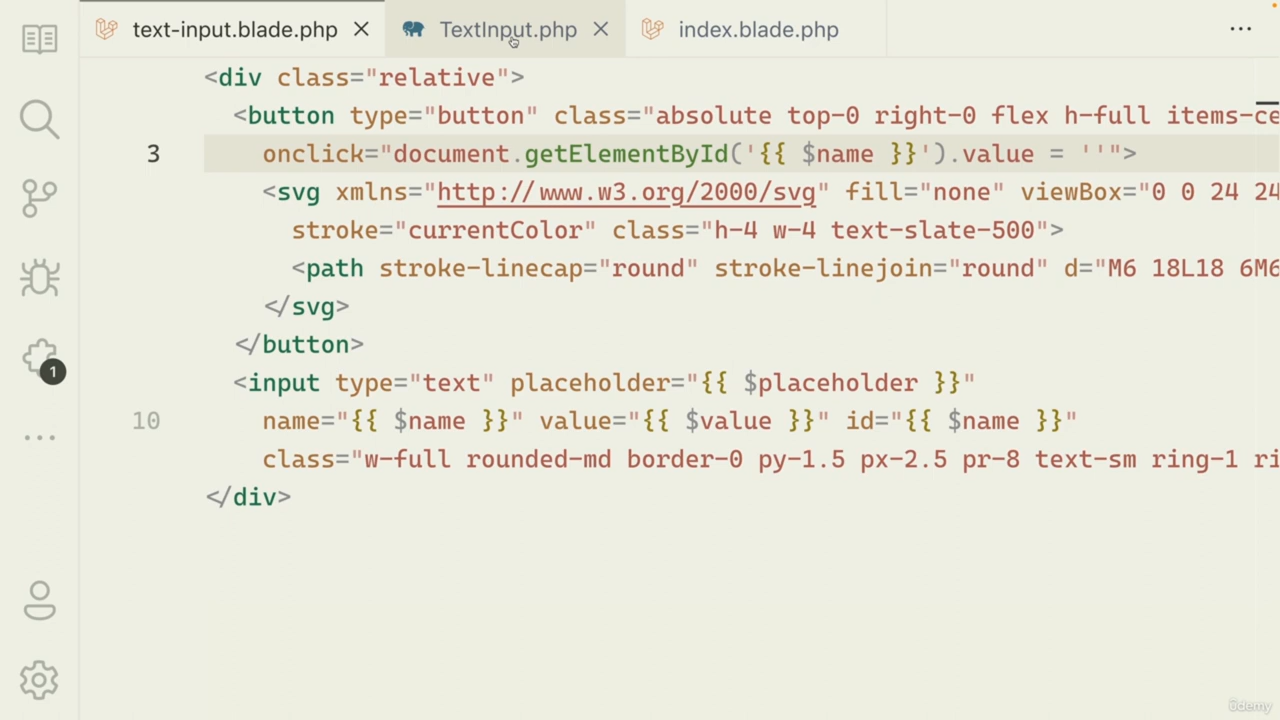 text-input.blade.php
TextInput.php
index.blade.php
<div class="relative">
<button type="button" class="absolute top-0 right-0 flex h-full items-ce
3
onclick="document.getElementById('{{ $name }}').value = ''">
<svg xmlns="http://www.w3.org/2000/svg" fill="none" viewBox="0 0 24 24
stroke="currentColor" class="h-4 w-4 text-slate-500">
<path stroke-linecap="round" stroke-linejoin="round" d="M6 18L18 6M6
</svg>
</button>
1
<input type="text" placeholder="{{ $placeholder }}"
10
name="{{ $name }}" value="{{ $value }}" id="{{ $name }}"
class="w-full rounded-md border-0 py-1.5 px-2.5 pr-8 text-sm ring-1 ri
</div>
ûdemy